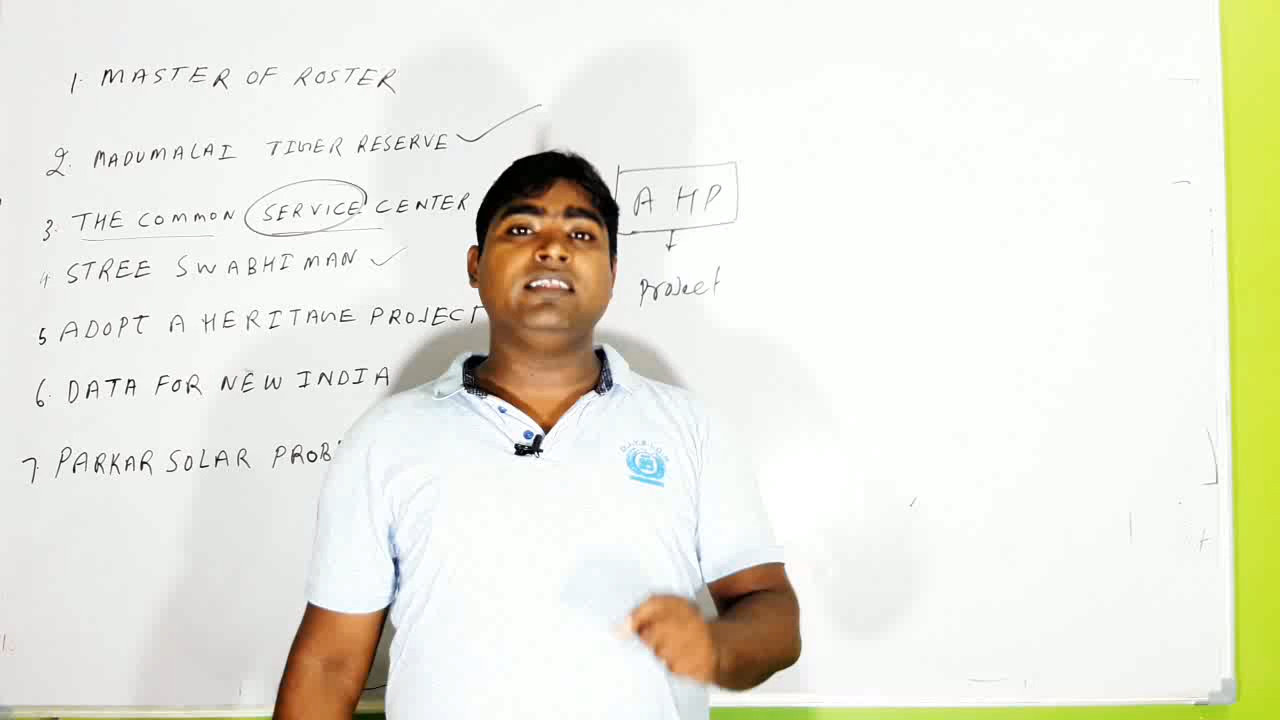 1. MASTER OF ROSTER
2. MADUMALAI TIGER RESERVE
3. THE COMMON SERVICE CENTER
4 STREE SWABHIMAN
5 ADOPT A HERITAGE PROJECT
6. DATA FOR NEW INDIA
7. PARKAR SOLAR PROB
A HP
Project